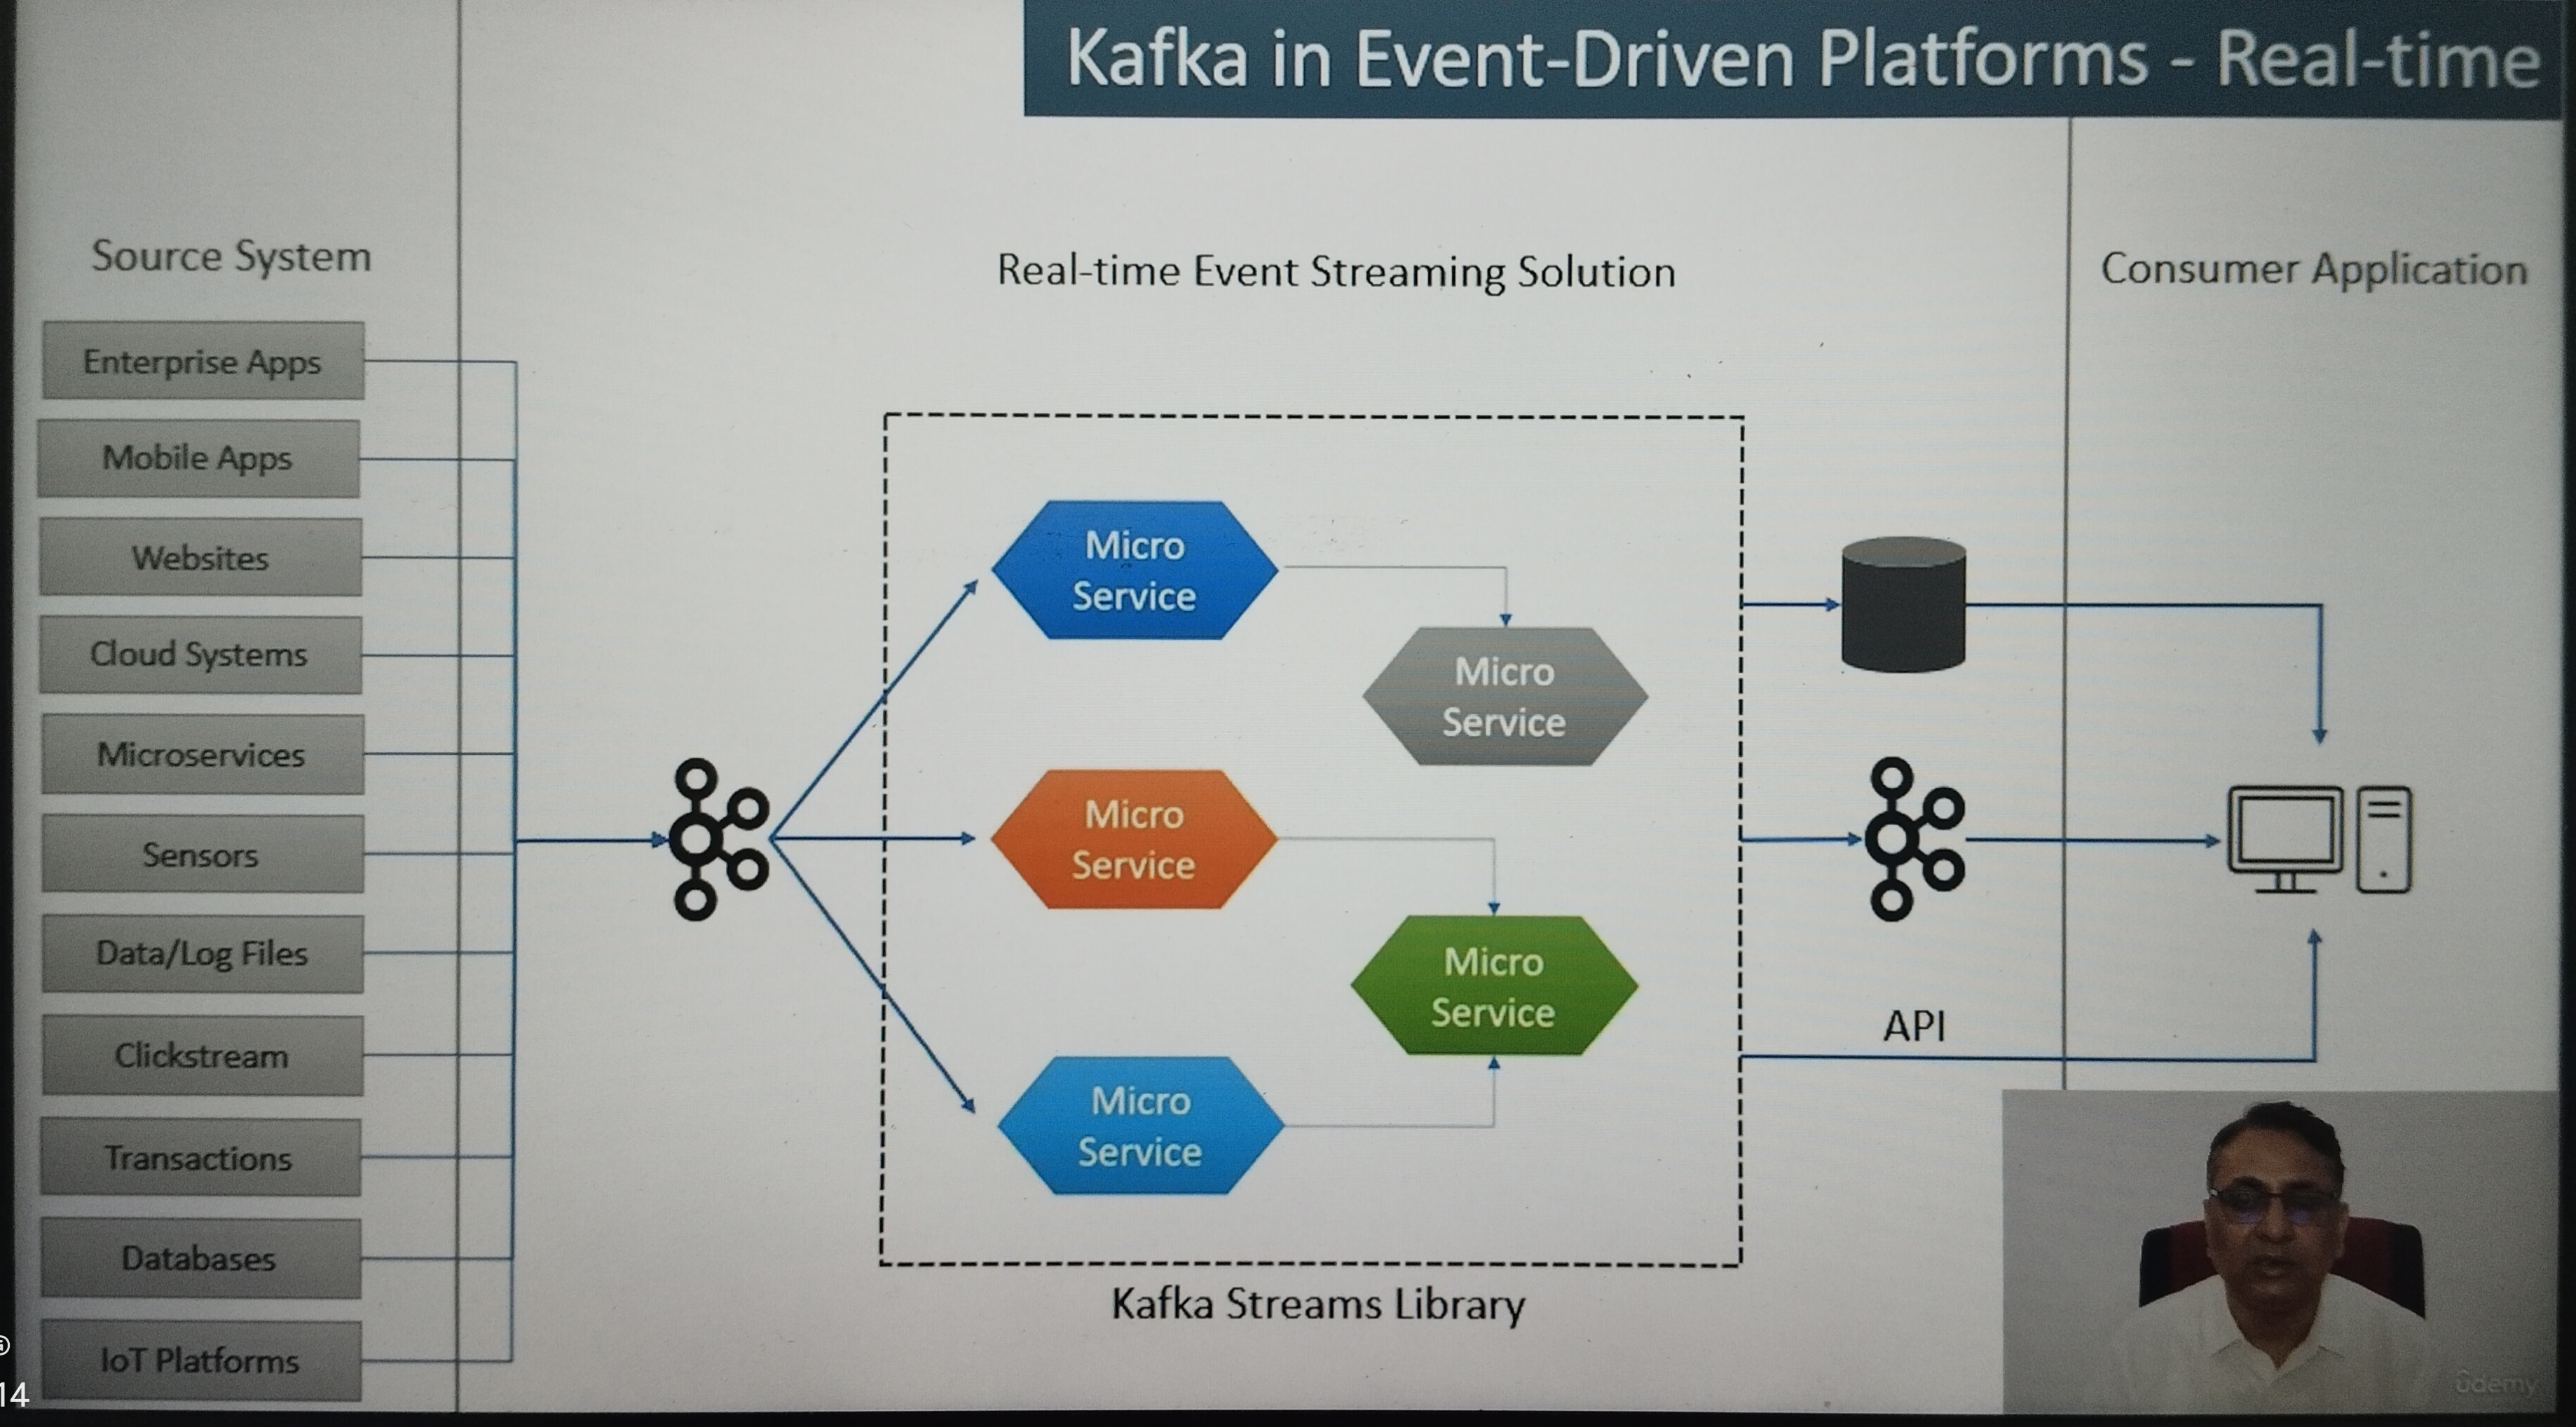 Kafka in Event-Driven Platforms - Real-time
Source System
Real-time Event Streaming Solution
Consumer Application
Enterprise Apps
Mobile Apps
Websites
Cloud Systems
Microservices
Sensors
Data/Log Files
Clickstream
Transactions
Databases
IoT Platforms
Micro
Service
Micro
Service
Micro
Service
Micro
Service
Micro
Service
API
Kafka Streams Library
14
ûdemy